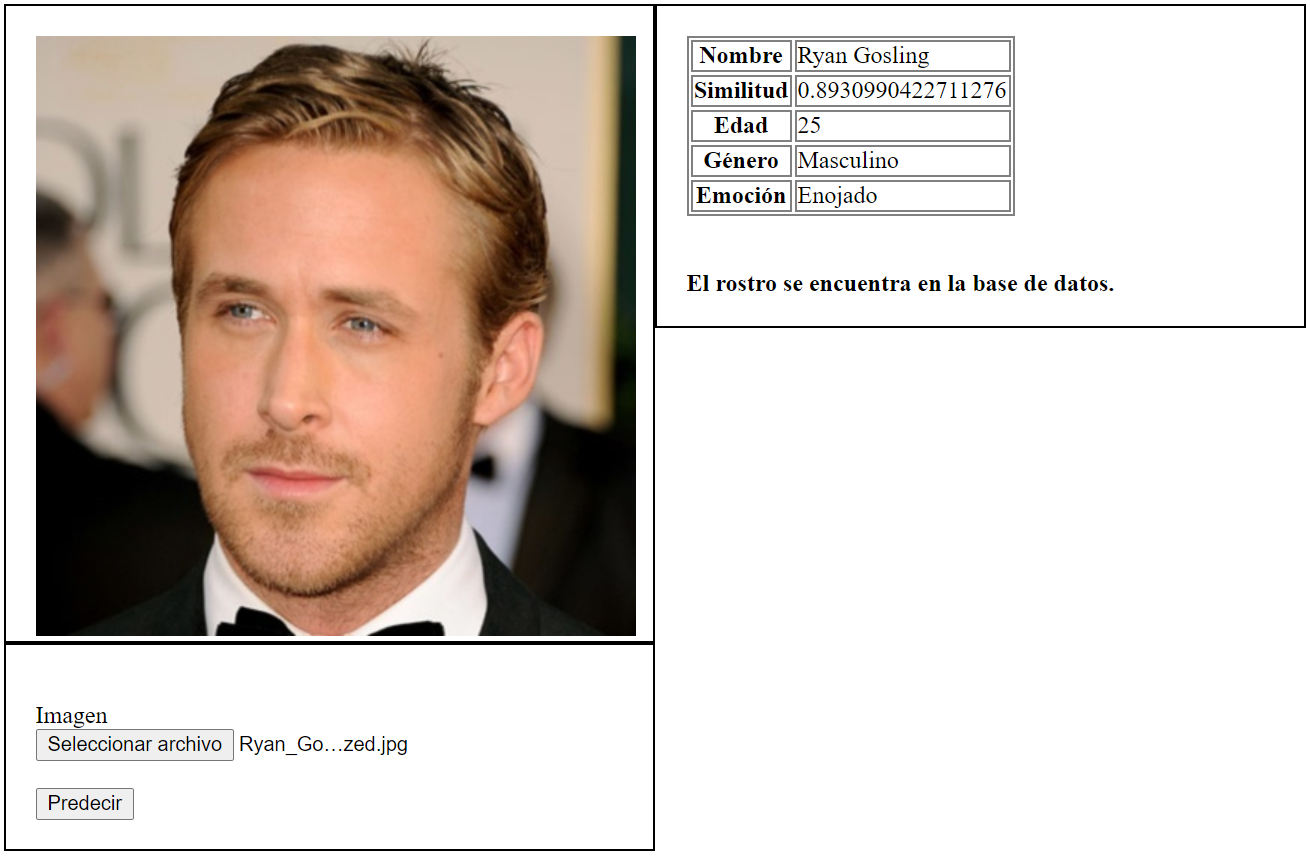 Nombre Ryan Gosling
Similitud 0.8930990422711276
Edad 25
Género Masculino
Emoción Enojado
El rostro se encuentra en la base de datos.
Imagen
Seleccionar archivo Ryan_Go…zed.jpg
Predecir